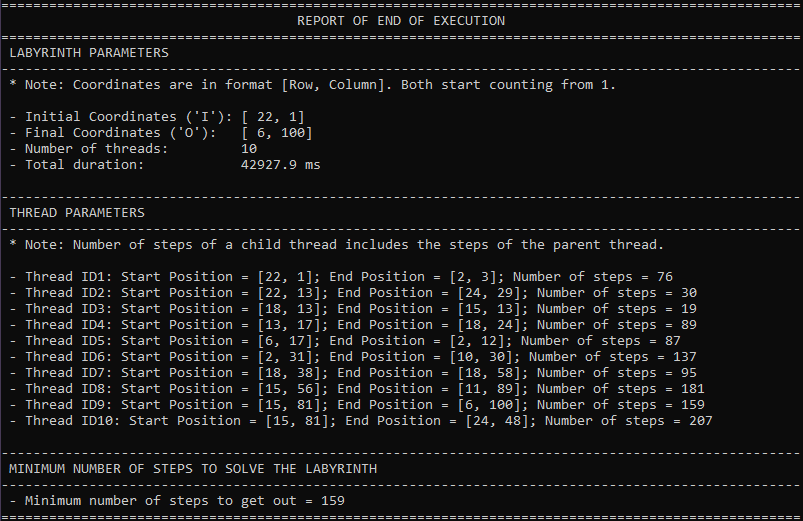 REPORT OF END OF EXECUTION
LABYRINTH PARAMETERS
* Note: Coordinates are in format [Row, Column]. Both start counting from 1.
- Initial Coordinates ('I'): [ 22, 1]
- Final Coordinates ('O'):   [ 6, 100]
- Number of threads:         10
- Total duration:            42927.9 ms
THREAD PARAMETERS
* Note: Number of steps of a child thread includes the steps of the parent thread.
- Thread ID1: Start Position = [22, 1]; End Position = [2, 3]; Number of steps = 76
- Thread ID2: Start Position = [22, 13]; End Position = [24, 29]; Number of steps = 30
- Thread ID3: Start Position = [18, 13]; End Position = [15, 13]; Number of steps = 19
- Thread ID4: Start Position = [13, 17]; End Position = [18, 24]; Number of steps = 89
- Thread ID5: Start Position = [6, 17]; End Position = [2, 12]; Number of steps = 87
- Thread ID6: Start Position = [2, 31]; End Position = [10, 30]; Number of steps = 137
- Thread ID7: Start Position = [18, 38]; End Position = [18, 58]; Number of steps = 95
- Thread ID8: Start Position = [15, 56]; End Position = [11, 89]; Number of steps = 181
- Thread ID9: Start Position = [15, 81]; End Position = [6, 100]; Number of steps = 159
- Thread ID10: Start Position = [15, 81]; End Position = [24, 48]; Number of steps = 207
MINIMUM NUMBER OF STEPS TO SOLVE THE LABYRINTH
- Minimum number of steps to get out = 159